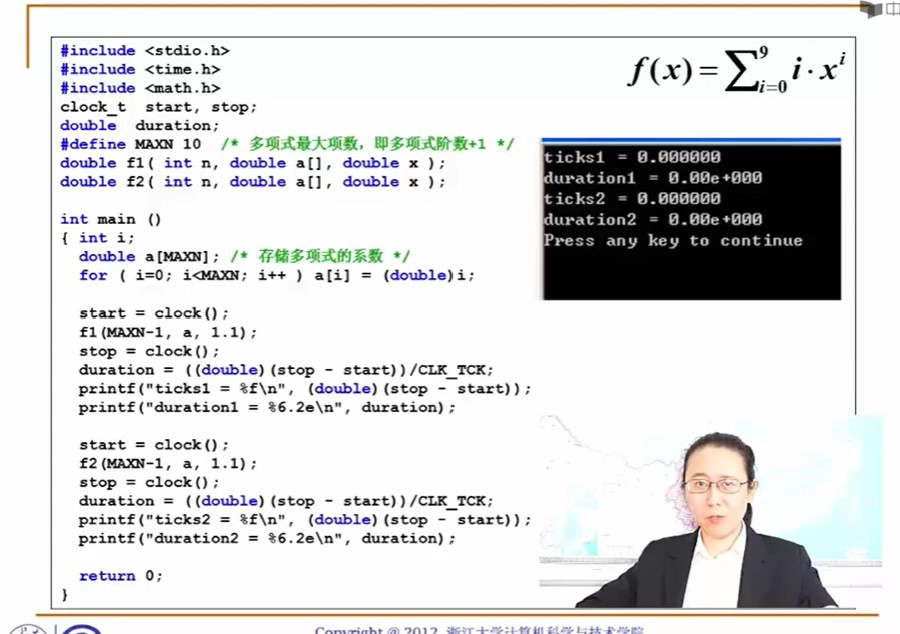 #include <stdio.h>
#include <time.h>
#include <math.h>
clock_t  start, stop;
double  duration;
#define MAXN 10  /* 多项式最大项数，即多项式阶数+1 */
double f1( int n, double a[], double x );
double f2( int n, double a[], double x );
int main ()
{ int i;
double a[MAXN]; /* 存储多项式的系数 */
for ( i=0; i<MAXN; i++ ) a[i] = (double)i;
start = clock();
f1(MAXN-1, a, 1.1);
stop = clock();
duration = ((double)(stop - start))/CLK_TCK;
printf("ticks1 = %f\n", (double)(stop - start));
printf("duration1 = %6.2e\n", duration);
start = clock();
f2(MAXN-1, a, 1.1);
stop = clock();
duration = ((double)(stop - start))/CLK_TCK;
printf("ticks2 = %f\n", (double)(stop - start));
printf("duration2 = %6.2e\n", duration);
return 0;
}
f(x)=∑_{i=0}^{9} i·x^i
ticks1 = 0.000000
duration1 = 0.00e+000
ticks2 = 0.000000
duration2 = 0.00e+000
Press any key to continue
Copyright @ 2012, 浙江大学计算机科学与技术学院